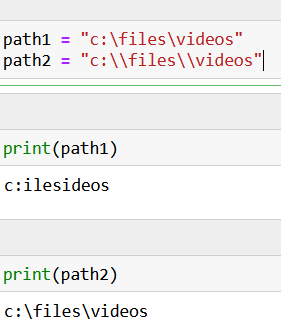 path1 = "c:\files\videos"
path2 = "c:\\files\\videos"
print(path1)
c:ilesideos
print(path2)
c:\files\videos